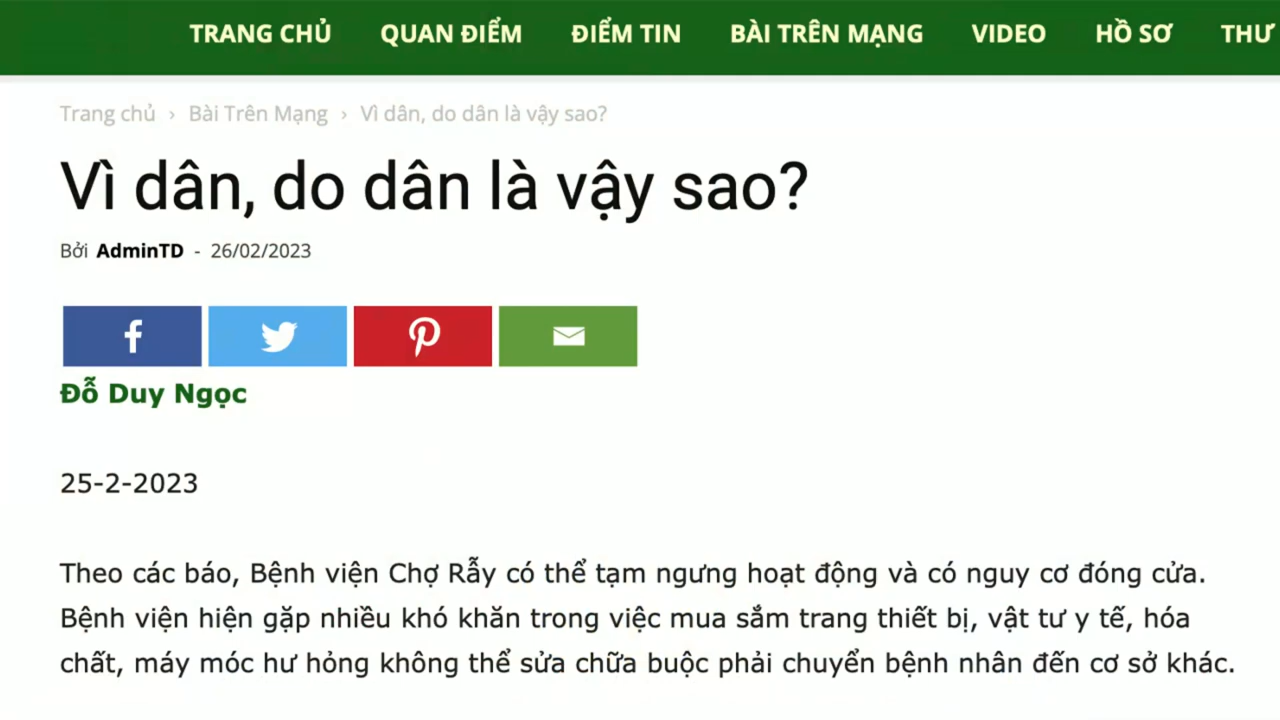 TRANG CHỦ QUAN ĐIỂM ĐIỂM TIN BÀI TRÊN MẠNG VIDEO HỒ SƠ THƯ
Trang chủ › Bài Trên Mạng › Vì dân, do dân là vậy sao?
Vì dân, do dân là vậy sao?
Bởi AdminTD - 26/02/2023
Đỗ Duy Ngọc
25-2-2023
Theo các báo, Bệnh viện Chợ Rẫy có thể tạm ngưng hoạt động và có nguy cơ đóng cửa.
Bệnh viện hiện gặp nhiều khó khăn trong việc mua sắm trang thiết bị, vật tư y tế, hóa
chất, máy móc hư hỏng không thể sửa chữa buộc phải chuyển bệnh nhân đến cơ sở khác.